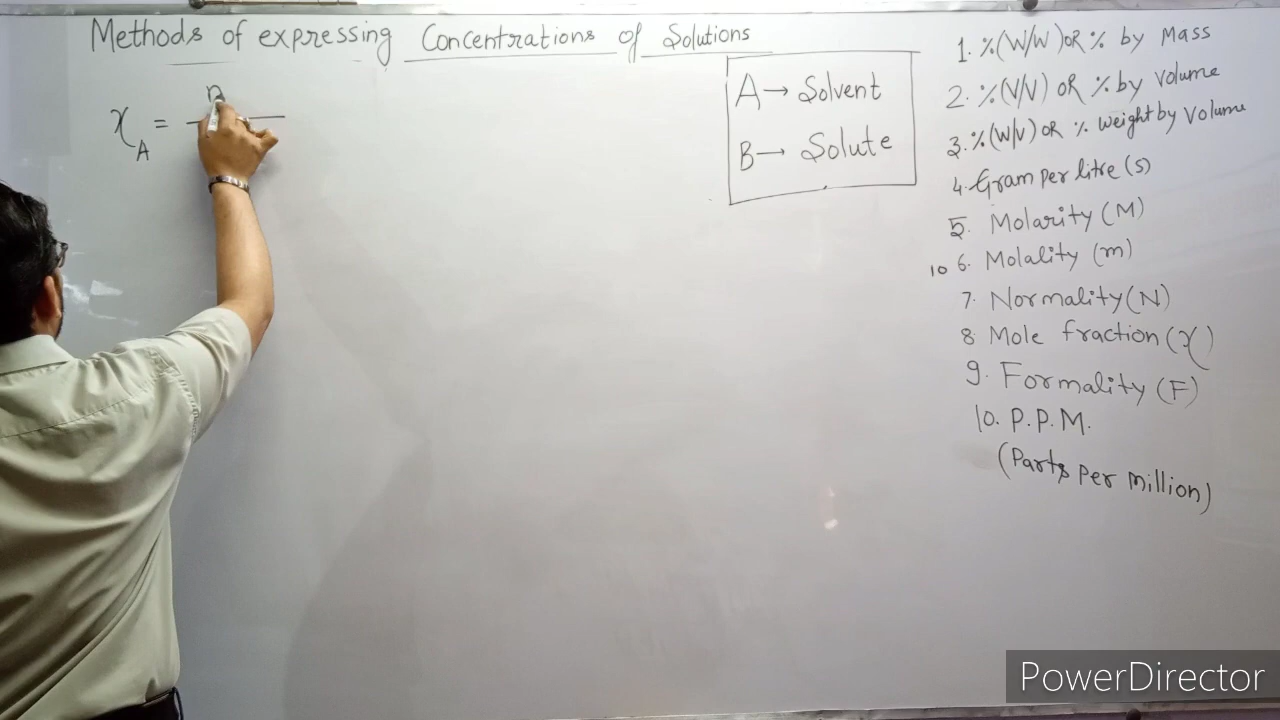 Methods of expressing Concentrations of Solutions
χ_A = n
A → Solvent
B → Solute
1. %(W/W)OR % by Mass
2. %(V/V) OR % by Volume
3. %(W/V) OR % weight by Volume
4. Gram per litre (s)
5. Molarity (M)
10 6. Molality (m)
7. Normality (N)
8 Mole fraction (χ)
9. Formality (F)
10. P.P.M.
(Parts per Million)
PowerDirector